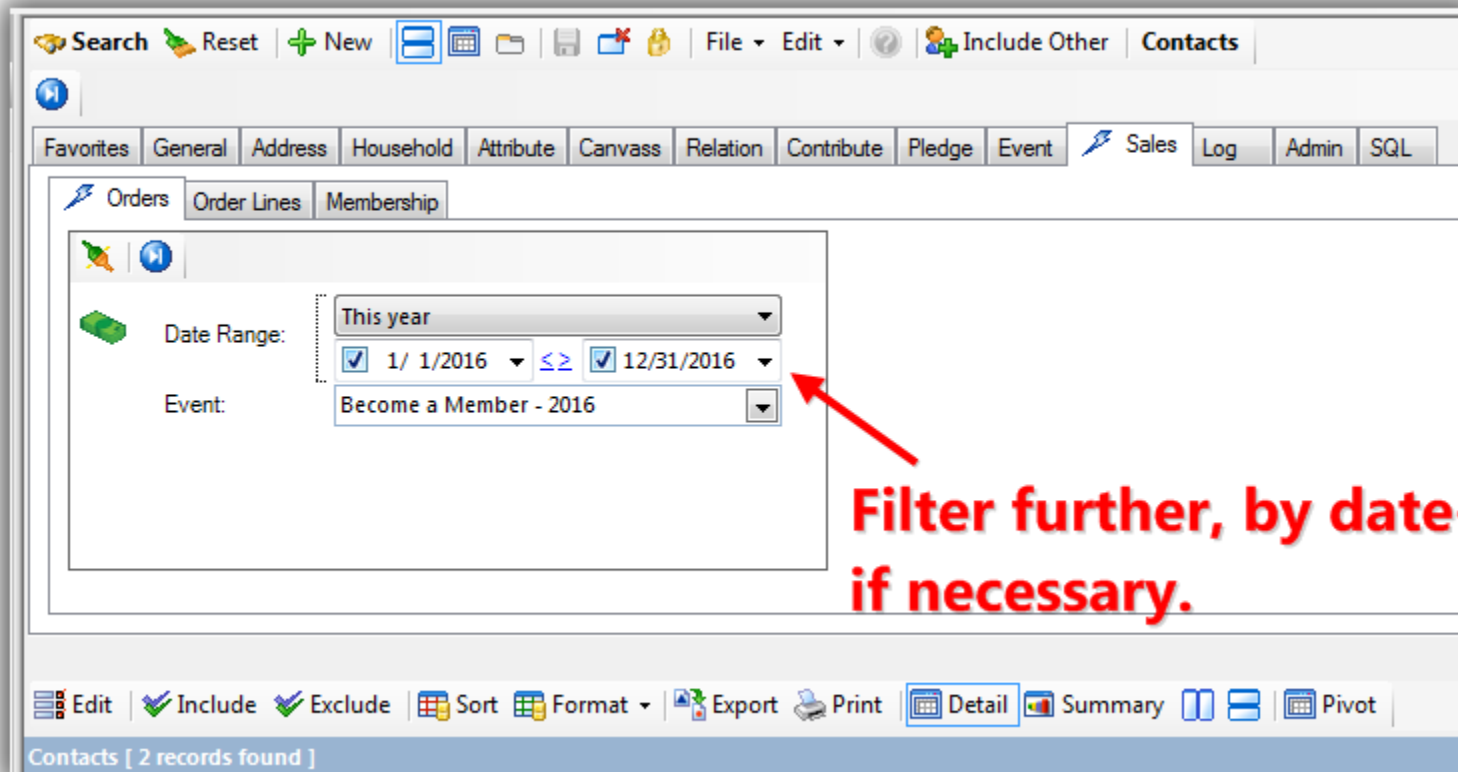 Search Reset New File Edit Include Other Contacts
Favorites General Address Household Attribute Canvass Relation Contribute Pledge Event Sales Log Admin SQL
Orders Order Lines Membership
Date Range: This year
1/ 1/2016 < > 12/31/2016
Event: Become a Member - 2016
Filter further, by date-
if necessary.
Edit Include Exclude Sort Format Export Print Detail Summary Pivot
Contacts [ 2 records found ]